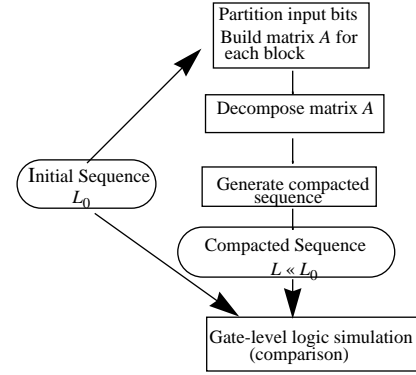 Partition input bits
Build matrix A for
each block
Decompose matrix A
Initial Sequence
L0
Generate compacted
sequence
Compacted Sequence
L « L0
Gate-level logic simulation
(comparison)